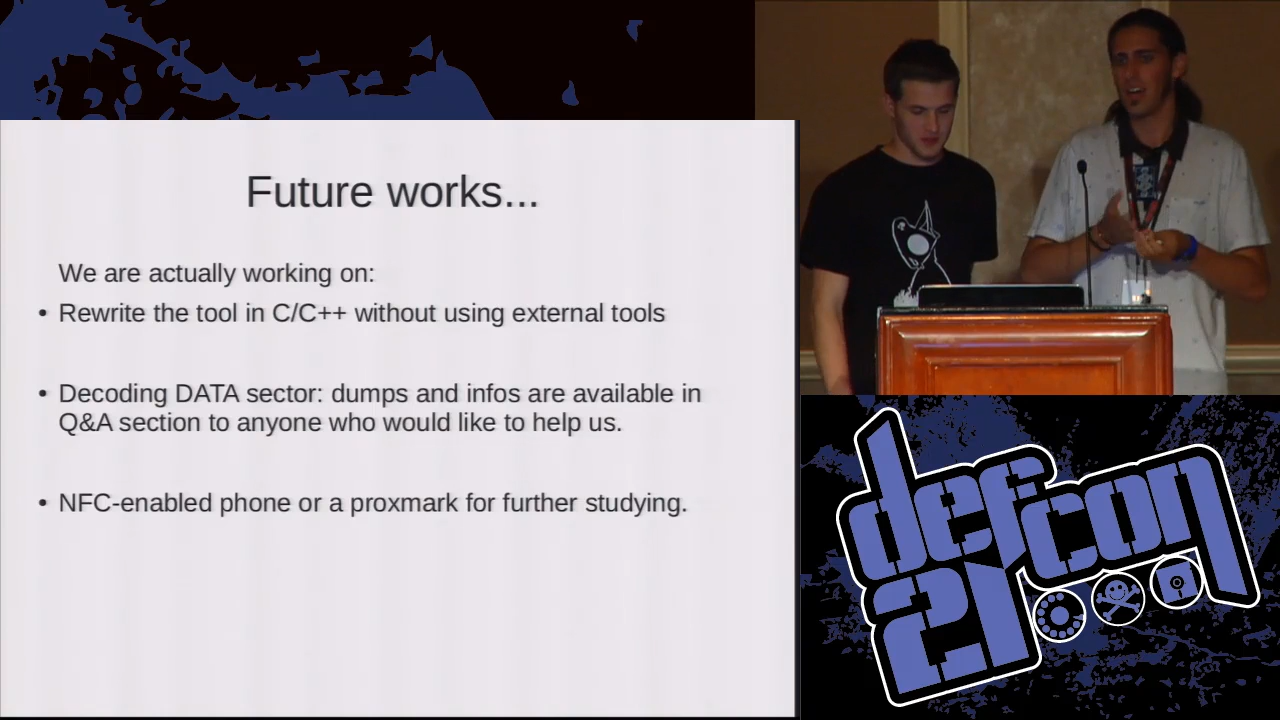 Future works...
We are actually working on:
• Rewrite the tool in C/C++ without using external tools
• Decoding DATA sector: dumps and infos are available in
Q&A section to anyone who would like to help us.
• NFC-enabled phone or a proxmark for further studying.
defcon
21